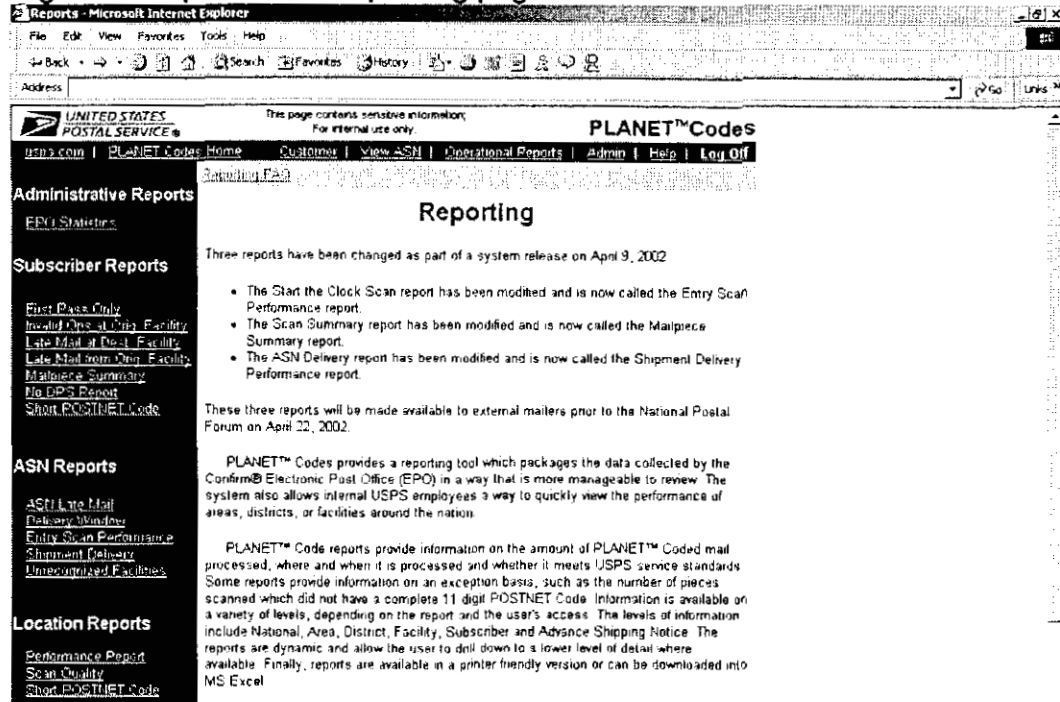 Reports - Microsoft Internet Explorer
File Edit View Favorites Tools Help
Back Search Favorites History
Address Go Links »
UNITED STATES POSTAL SERVICE ®
This page contains sensitive information;
For internal use only.
PLANET™Codes
usps.com | PLANET Codes Home Customer | View ASN | Operational Reports | Admin | Help | Log Off
Reporting FAQ
Administrative Reports
EPO Statistics
Subscriber Reports
First Pass Only
Invalid Ops at Orig. Facility
Late Mail at Dest. Facility
Late Mail from Orig. Facility
Mailpiece Summary
No DPS Report
Short POSTNET Code
ASN Reports
ASN Late Mail
Delivery Window
Entry Scan Performance
Shipment Delivery
Unrecognized Facilities
Location Reports
Performance Report
Scan Quality
Short POSTNET Code
Reporting
Three reports have been changed as part of a system release on April 9, 2002
• The Start the Clock Scan report has been modified and is now called the Entry Scan
Performance report.
• The Scan Summary report has been modified and is now called the Mailpiece
Summary report.
• The ASN Delivery report has been modified and is now called the Shipment Delivery
Performance report.
These three reports will be made available to external mailers prior to the National Postal
Forum on April 22, 2002.
PLANET™ Codes provides a reporting tool which packages the data collected by the
Confirm® Electronic Post Office (EPO) in a way that is more manageable to review. The
system also allows internal USPS employees a way to quickly view the performance of
areas, districts, or facilities around the nation.
PLANET™ Code reports provide information on the amount of PLANET™ Coded mail
processed, where and when it is processed and whether it meets USPS service standards.
Some reports provide information on an exception basis, such as the number of pieces
scanned which did not have a complete 11 digit POSTNET Code. Information is available on
a variety of levels, depending on the report and the user's access. The levels of information
include National, Area, District, Facility, Subscriber and Advance Shipping Notice. The
reports are dynamic and allow the user to drill down to a lower level of detail where
available. Finally, reports are available in a printer friendly version or can be downloaded into
MS Excel